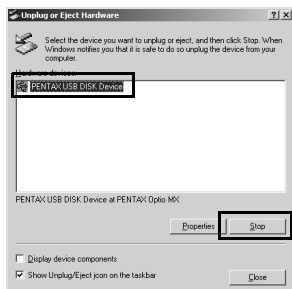 Unplug or Eject Hardware
Select the device you want to unplug or eject, and then click Stop. When
Windows notifies you that it is safe to do so unplug the device from your
computer.
Hardware devices:
PENTAX USB DISK Device
PENTAX USB DISK Device at PENTAX Optio MX
Properties Stop
Display device components
Show Unplug/Eject icon on the taskbar
Close